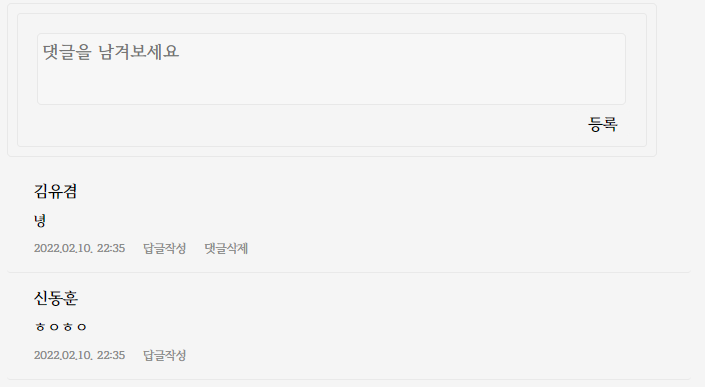 댓글을 남겨보세요
등록
김유겸
녕
2022.02.10. 22:35 답글작성 댓글삭제
신동훈
ㅎㅇㅎㅇ
2022.02.10. 22:35 답글작성